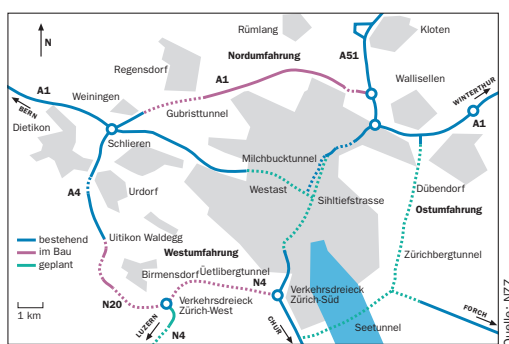 Rümlang
Kloten
N
Nordumfahrung
A51
Regensdorf
A1
Wallisellen
A1
Weiningen
WINTERTHUR
BERN
Gubristtunnel
A1
Dietikon
Schlieren
Milchbucktunnel
A4
Westast
Dübendorf
Urdorf
Sihltiefstrasse
Ostumfahrung
bestehend
im Bau
geplant
Uitikon Waldegg
Westumfahrung
Zürichbergtunnel
Birmensdorf
Üetlibergtunnel
N4
N20
Verkehrsdreieck
Zürich-West
Verkehrsdreieck
Zürich-Süd
1 km
LUZERN
N4
CHUR
Seetunnel
FORCH
Quelle: NZZ